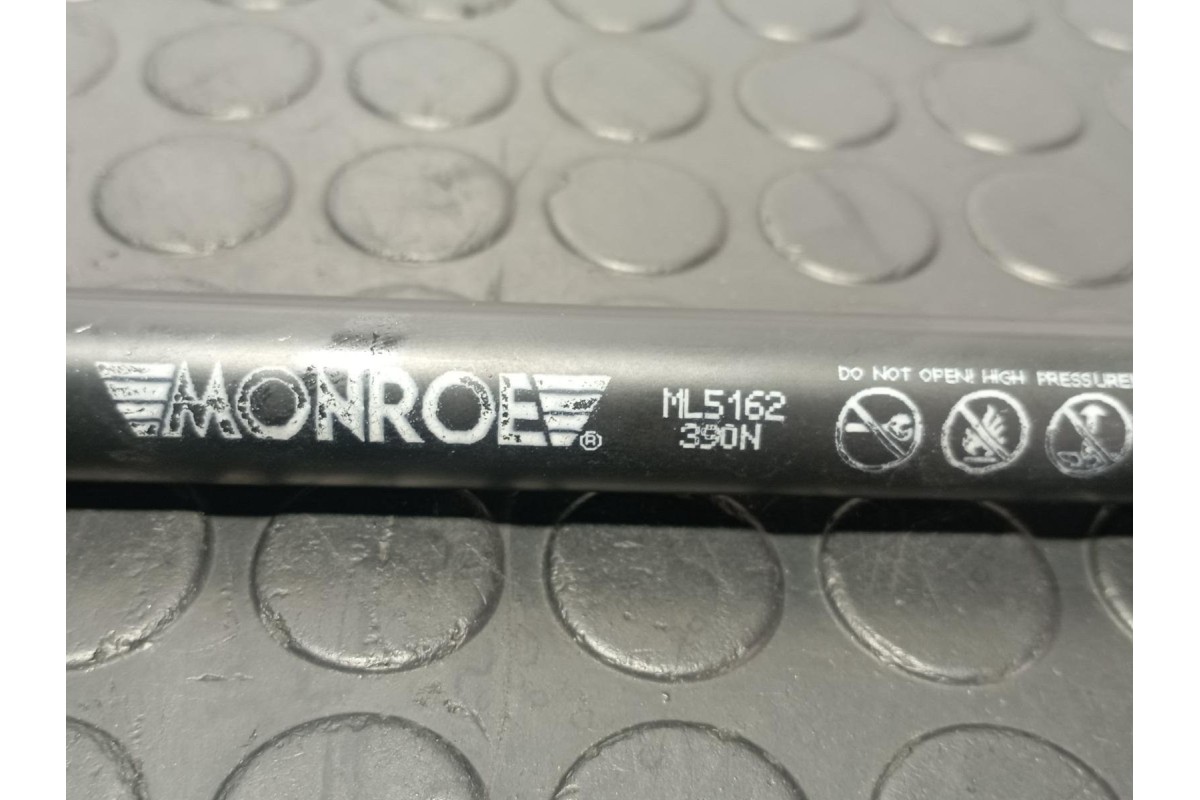 MONROE®
ML5162
390N
DO NOT OPEN! HIGH PRESSURE!